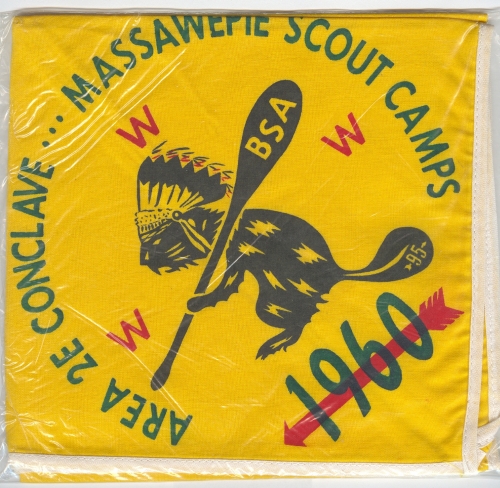 AREA 2E CONCLAVE ... MASSAWEPIE SCOUT CAMPS
W
W
W
BSA
95
1960